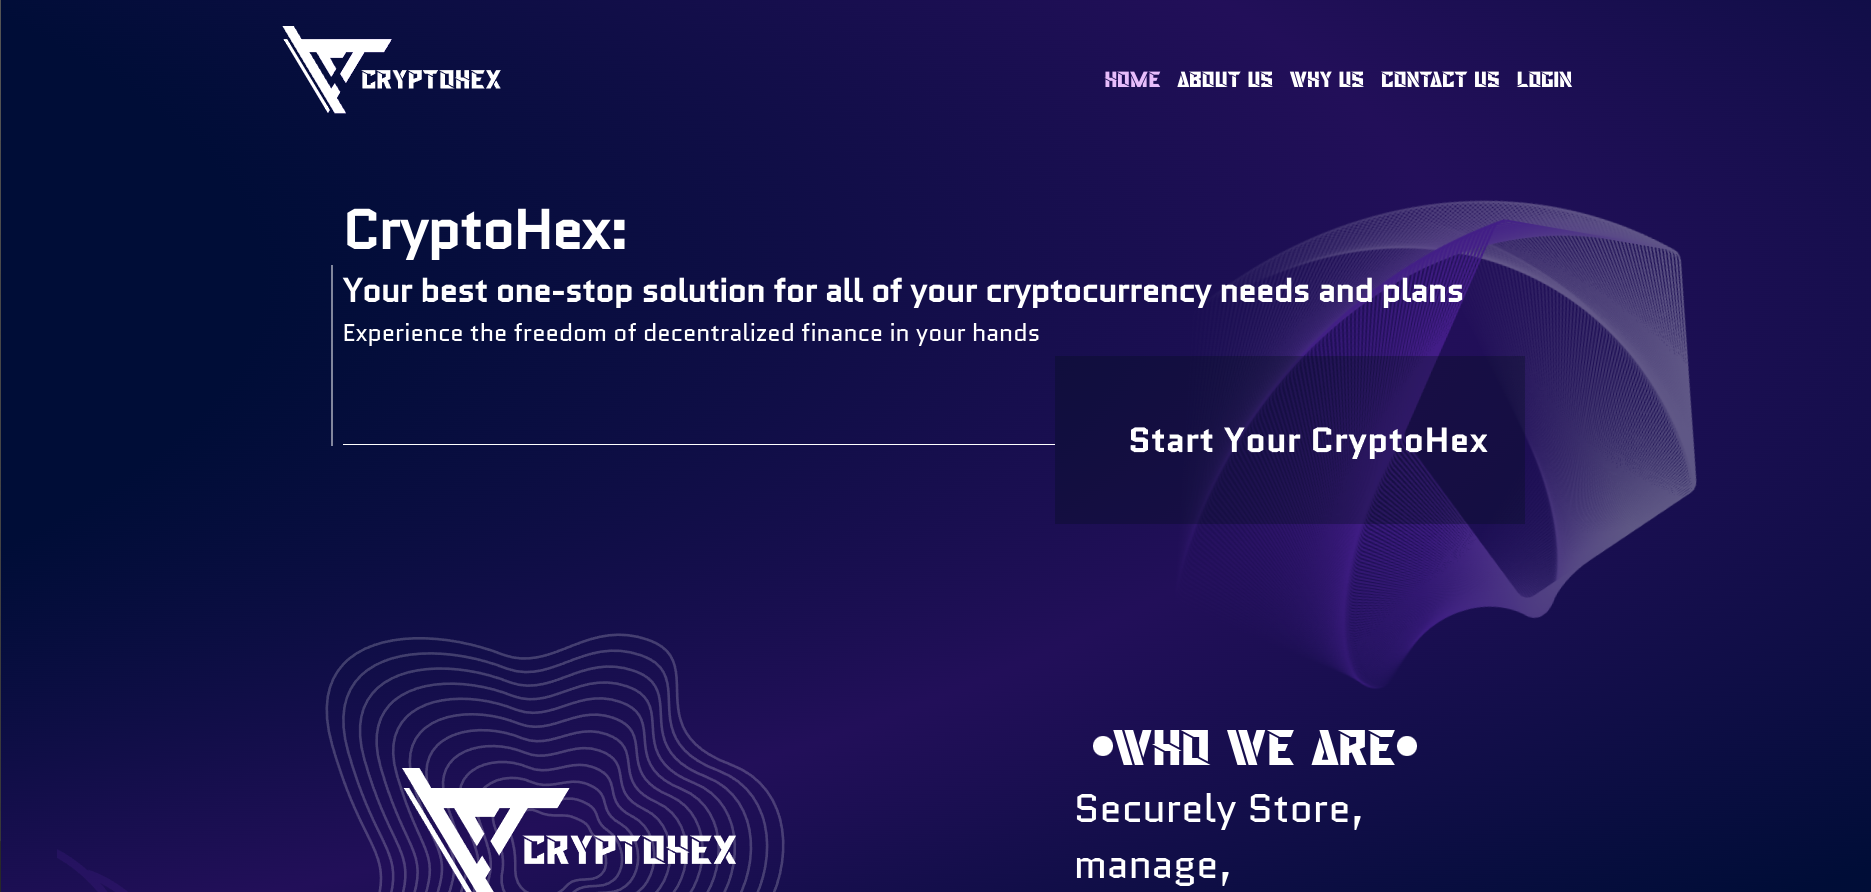 CRYPTOHEX
HOME ABOUT US WHY US CONTACT US LOGIN
CryptoHex:
Your best one-stop solution for all of your cryptocurrency needs and plans
Experience the freedom of decentralized finance in your hands
Start Your CryptoHex
•WHO WE ARE•
Securely Store,
manage,
CRYPTOHEX